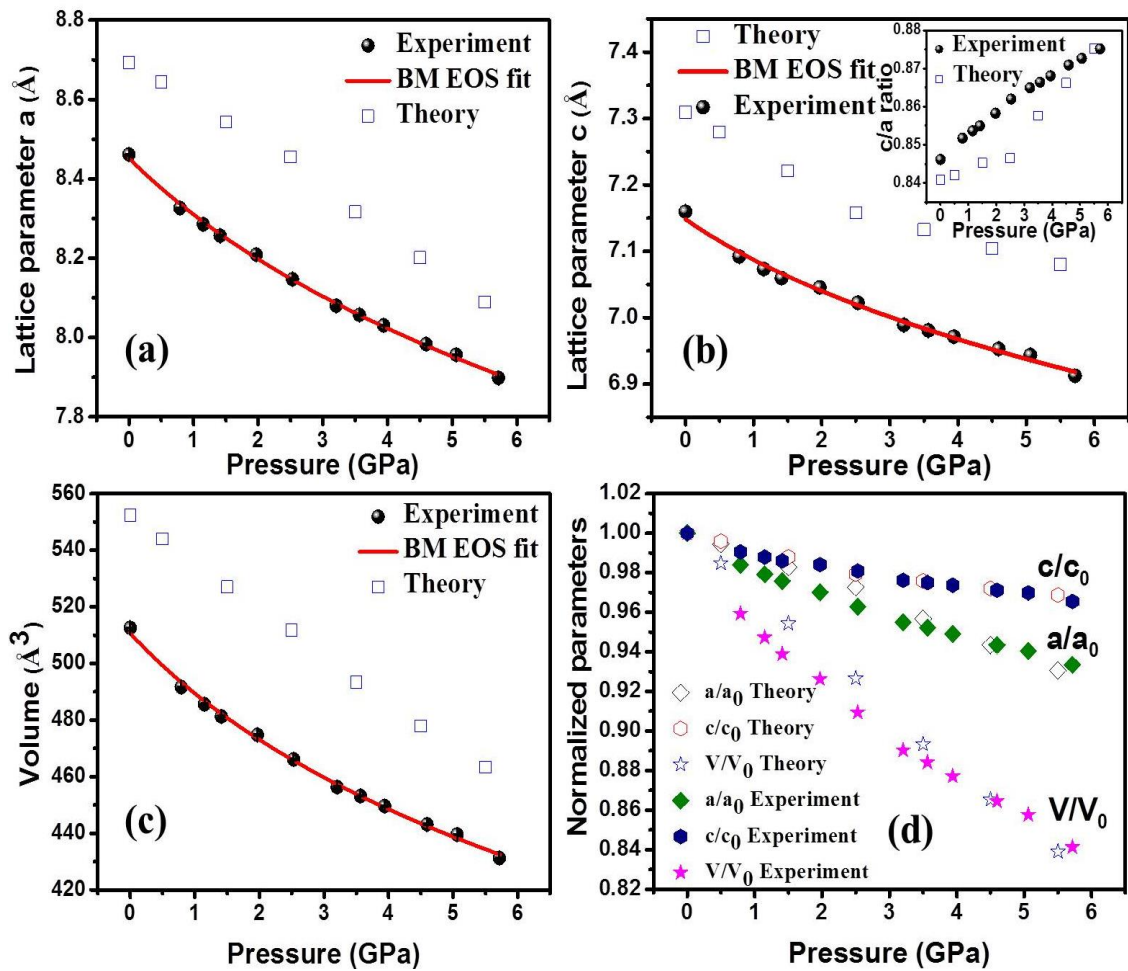 8.8
8.6
8.4
8.2
8.0
7.8
Lattice parameter a (Å)
Experiment
BM EOS fit
Theory
(a)
0 1 2 3 4 5 6
Pressure (GPa)
7.4
7.3
7.2
7.1
7.0
6.9
Lattice parameter c (Å)
Theory
BM EOS fit
Experiment
(b)
0 1 2 3 4 5 6
Pressure (GPa)
0.88
0.87
0.86
0.85
0.84
c/a ratio
Experiment
Theory
0 1 2 3 4 5 6
Pressure (GPa)
560
540
520
500
480
460
440
420
Volume (Å³)
Experiment
BM EOS fit
Theory
(c)
0 1 2 3 4 5 6
Pressure (GPa)
1.02
1.00
0.98
0.96
0.94
0.92
0.90
0.88
0.86
0.84
0.82
Normalized parameters
c/c₀
a/a₀
a/a₀ Theory
c/c₀ Theory
V/V₀ Theory
a/a₀ Experiment
c/c₀ Experiment
V/V₀ Experiment
V/V₀
(d)
0 1 2 3 4 5 6
Pressure (GPa)